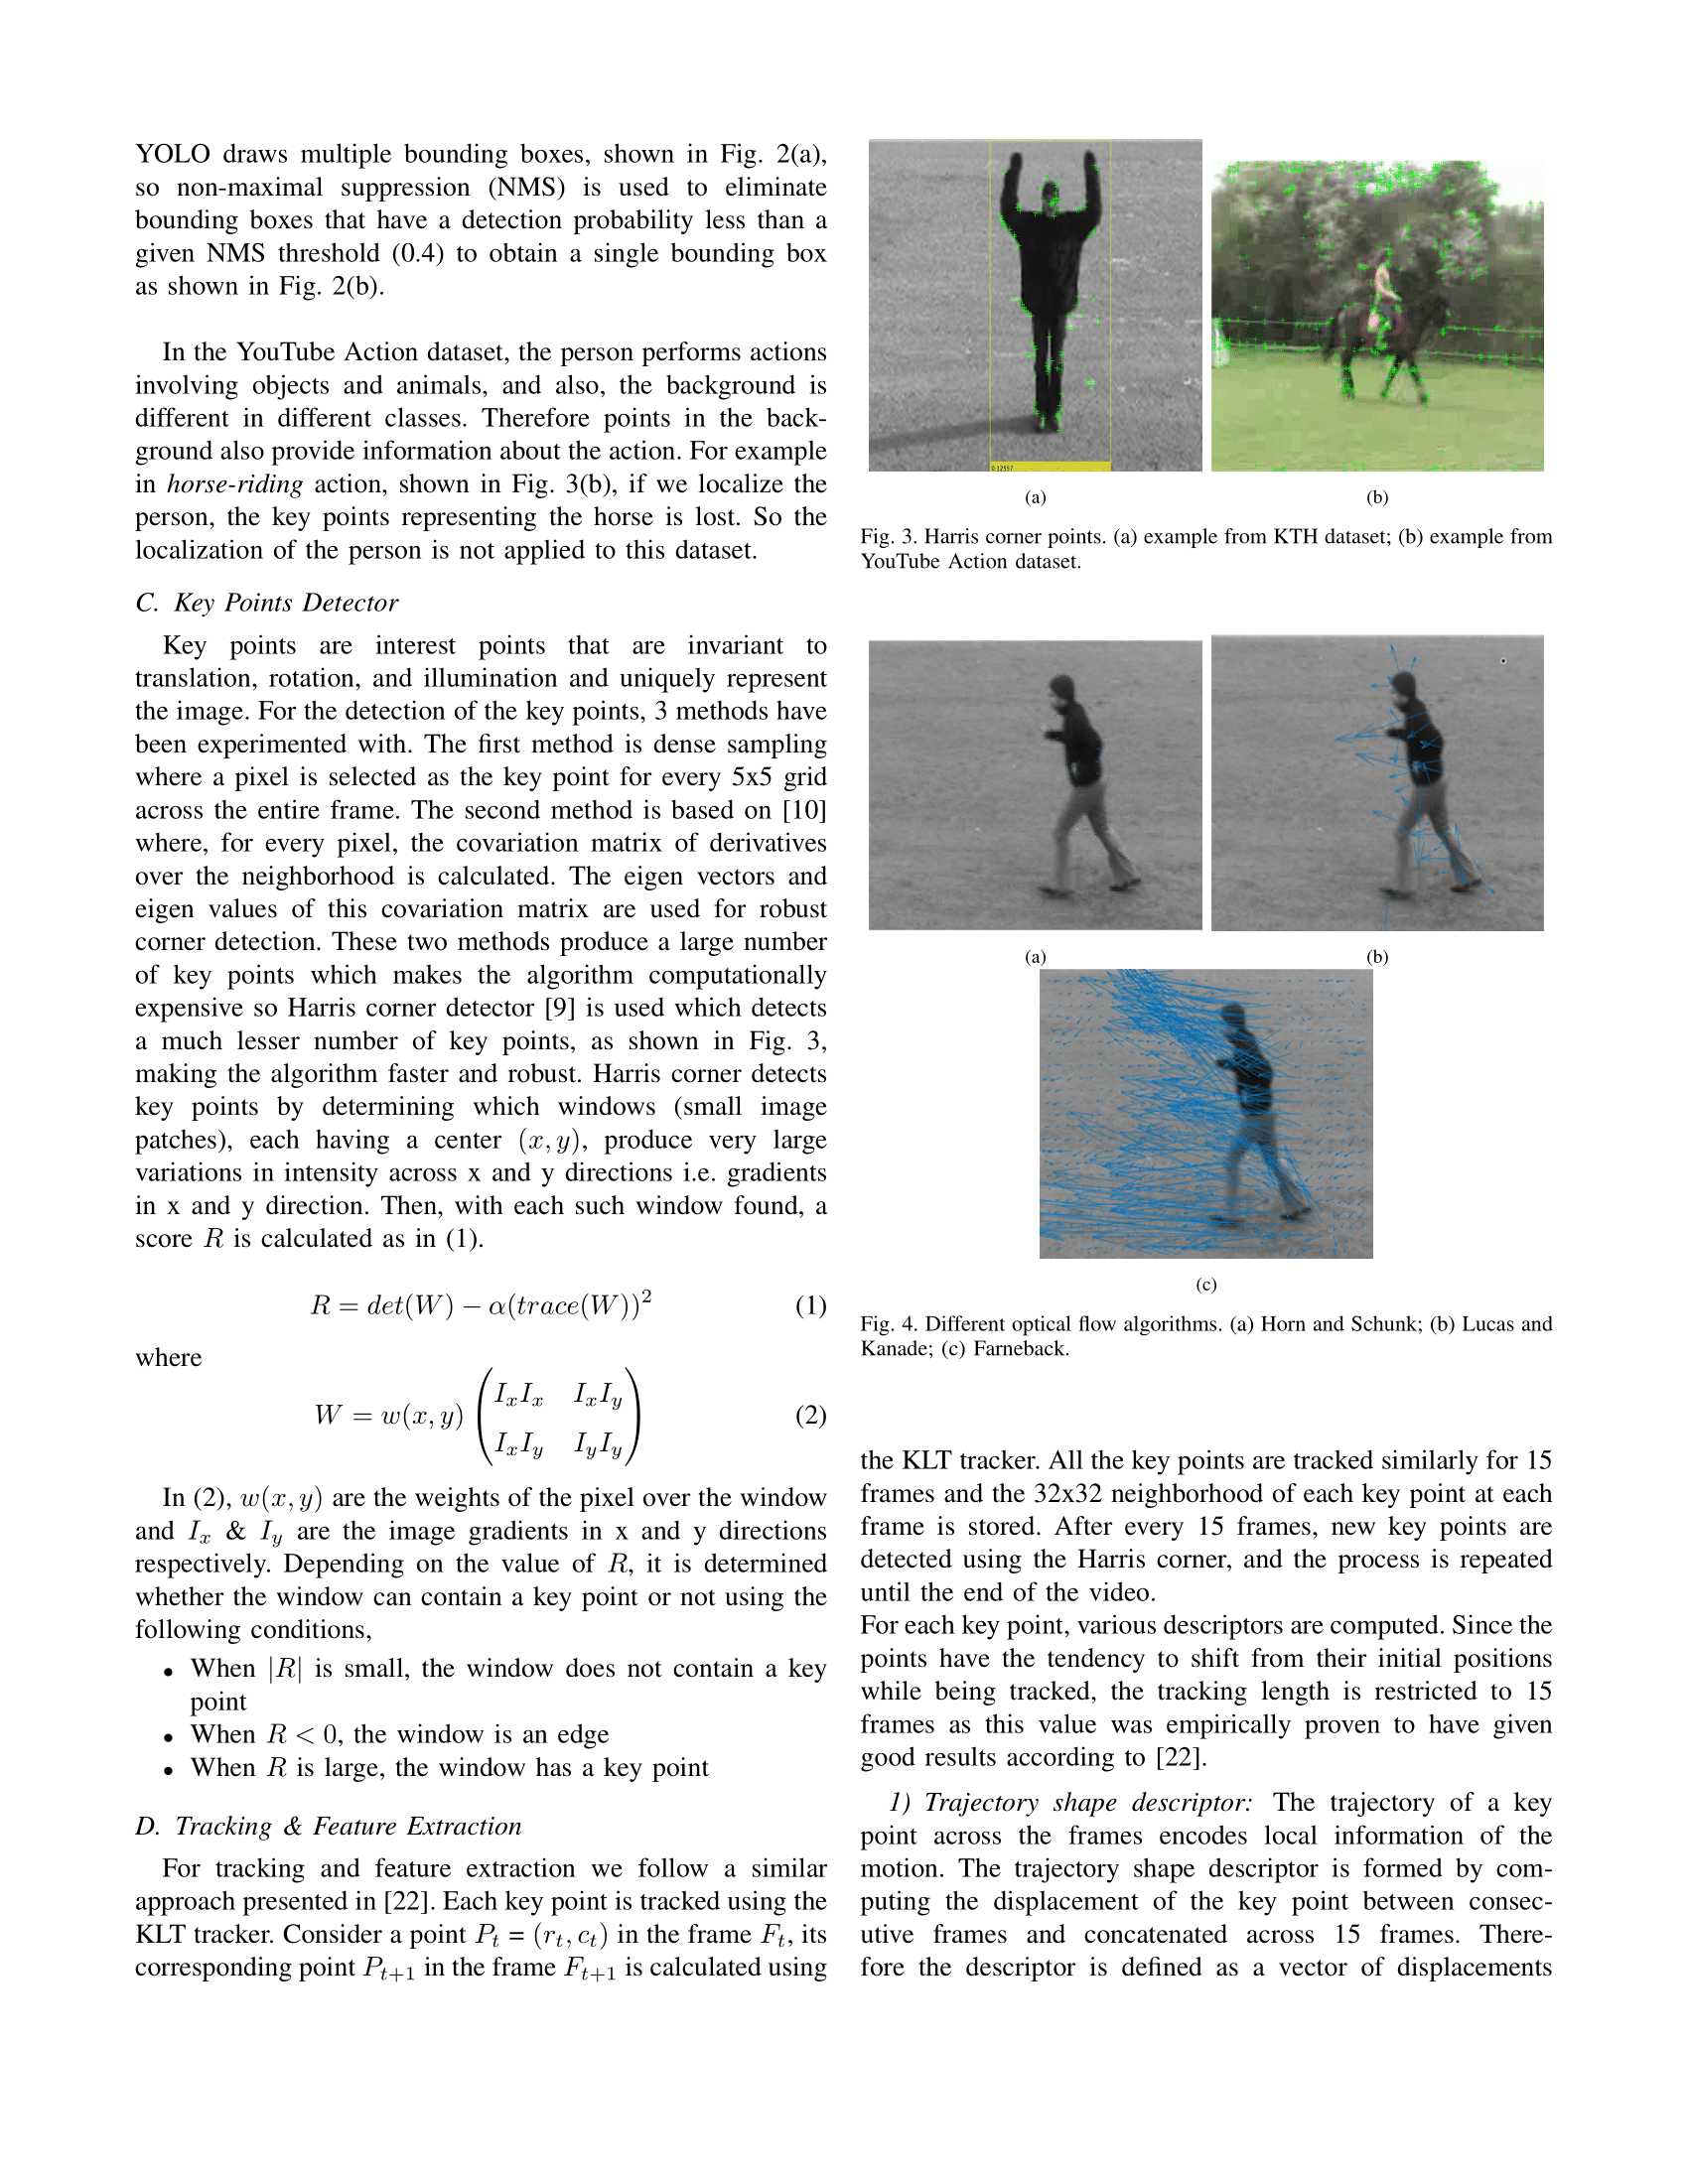 YOLO draws multiple bounding boxes, shown in Fig. 2(a),
so non-maximal suppression (NMS) is used to eliminate
bounding boxes that have a detection probability less than a
given NMS threshold (0.4) to obtain a single bounding box
as shown in Fig. 2(b).
In the YouTube Action dataset, the person performs actions
involving objects and animals, and also, the background is
different in different classes. Therefore points in the back-
ground also provide information about the action. For example
in horse-riding action, shown in Fig. 3(b), if we localize the
person, the key points representing the horse is lost. So the
localization of the person is not applied to this dataset.
C. Key Points Detector
Key points are interest points that are invariant to
translation, rotation, and illumination and uniquely represent
the image. For the detection of the key points, 3 methods have
been experimented with. The first method is dense sampling
where a pixel is selected as the key point for every 5x5 grid
across the entire frame. The second method is based on [10]
where, for every pixel, the covariation matrix of derivatives
over the neighborhood is calculated. The eigen vectors and
eigen values of this covariation matrix are used for robust
corner detection. These two methods produce a large number
of key points which makes the algorithm computationally
expensive so Harris corner detector [9] is used which detects
a much lesser number of key points, as shown in Fig. 3,
making the algorithm faster and robust. Harris corner detects
key points by determining which windows (small image
patches), each having a center (x, y), produce very large
variations in intensity across x and y directions i.e. gradients
in x and y direction. Then, with each such window found, a
score R is calculated as in (1).
R = det(W) − α(trace(W))² (1)
where
W = w(x, y) ( IₓIₓ IₓI_y ; IₓI_y I_yI_y ) (2)
In (2), w(x, y) are the weights of the pixel over the window
and Iₓ & I_y are the image gradients in x and y directions
respectively. Depending on the value of R, it is determined
whether the window can contain a key point or not using the
following conditions,
• When |R| is small, the window does not contain a key
point
• When R < 0, the window is an edge
• When R is large, the window has a key point
D. Tracking & Feature Extraction
For tracking and feature extraction we follow a similar
approach presented in [22]. Each key point is tracked using the
KLT tracker. Consider a point Pₜ = (rₜ, cₜ) in the frame Fₜ, its
corresponding point Pₜ₊₁ in the frame Fₜ₊₁ is calculated using
0.12557
(a) (b)
Fig. 3. Harris corner points. (a) example from KTH dataset; (b) example from
YouTube Action dataset.
(a) (b)
(c)
Fig. 4. Different optical flow algorithms. (a) Horn and Schunk; (b) Lucas and
Kanade; (c) Farneback.
the KLT tracker. All the key points are tracked similarly for 15
frames and the 32x32 neighborhood of each key point at each
frame is stored. After every 15 frames, new key points are
detected using the Harris corner, and the process is repeated
until the end of the video.
For each key point, various descriptors are computed. Since the
points have the tendency to shift from their initial positions
while being tracked, the tracking length is restricted to 15
frames as this value was empirically proven to have given
good results according to [22].
1) Trajectory shape descriptor: The trajectory of a key
point across the frames encodes local information of the
motion. The trajectory shape descriptor is formed by com-
puting the displacement of the key point between consec-
utive frames and concatenated across 15 frames. There-
fore the descriptor is defined as a vector of displacements